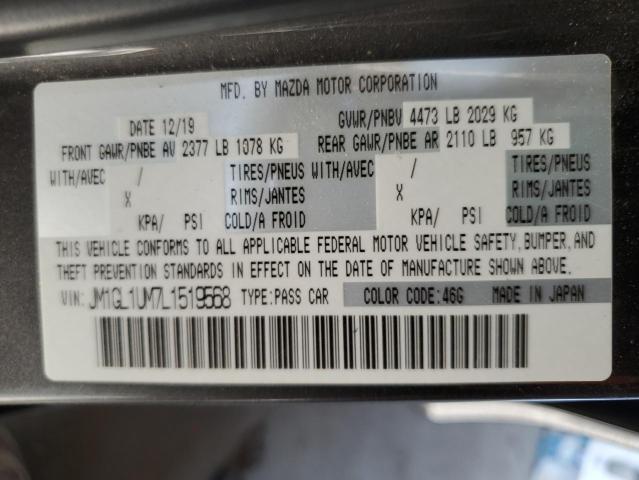 MFD. BY MAZDA MOTOR CORPORATION
DATE 12/19 GVWR/PNBV 4473 LB 2029 KG
FRONT GAWR/PNBE AV 2377 LB 1078 KG REAR GAWR/PNBE AR 2110 LB 957 KG
WITH/AVEC / TIRES/PNEUS WITH/AVEC / TIRES/PNEUS
X RIMS/JANTES X RIMS/JANTES
KPA/ PSI COLD/A FROID KPA/ PSI COLD/A FROID
THIS VEHICLE CONFORMS TO ALL APPLICABLE FEDERAL MOTOR VEHICLE SAFETY, BUMPER, AND
THEFT PREVENTION STANDARDS IN EFFECT ON THE DATE OF MANUFACTURE SHOWN ABOVE.
VIN: JM1GL1UM7L1519568 TYPE:PASS CAR COLOR CODE:46G MADE IN JAPAN